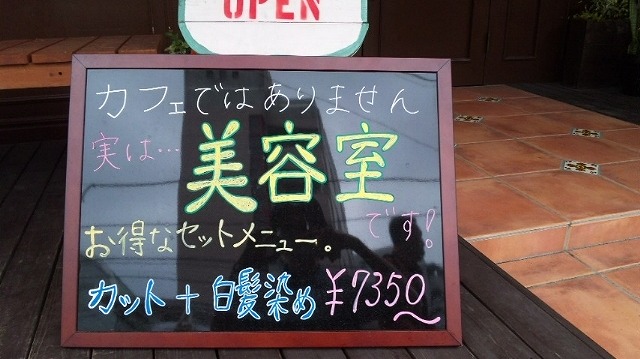 OPEN
カフェではありません
実は…
美容室
です!
お得なセットメニュー。
カット+白髪染め ¥7350〜